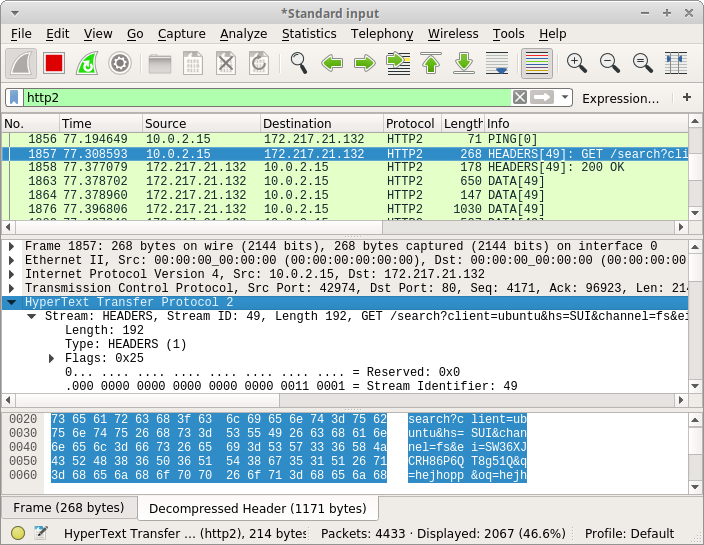 *Standard input
File Edit View Go Capture Analyze Statistics Telephony Wireless Tools Help
http2 Expression... +
No. Time Source Destination Protocol Length Info
1856 77.194649 10.0.2.15 172.217.21.132 HTTP2 71 PING[0]
1857 77.308593 10.0.2.15 172.217.21.132 HTTP2 268 HEADERS[49]: GET /search?cli
1858 77.377079 172.217.21.132 10.0.2.15 HTTP2 178 HEADERS[49]: 200 OK
1863 77.378702 172.217.21.132 10.0.2.15 HTTP2 650 DATA[49]
1864 77.378960 172.217.21.132 10.0.2.15 HTTP2 147 DATA[49]
1876 77.396806 172.217.21.132 10.0.2.15 HTTP2 1030 DATA[49]
Frame 1857: 268 bytes on wire (2144 bits), 268 bytes captured (2144 bits) on interface 0
Ethernet II, Src: 00:00:00_00:00:00 (00:00:00:00:00:00), Dst: 00:00:00_00:00:00 (00:00:00
Internet Protocol Version 4, Src: 10.0.2.15, Dst: 172.217.21.132
Transmission Control Protocol, Src Port: 42974, Dst Port: 80, Seq: 4171, Ack: 96923, Len: 214
HyperText Transfer Protocol 2
Stream: HEADERS, Stream ID: 49, Length 192, GET /search?client=ubuntu&hs=SUI&channel=fs&ei
Length: 192
Type: HEADERS (1)
Flags: 0x25
0... .... .... .... .... .... .... .... = Reserved: 0x0
.000 0000 0000 0000 0000 0000 0011 0001 = Stream Identifier: 49
0020 73 65 61 72 63 68 3f 63 6c 69 65 6e 74 3d 75 62 search?c lient=ub
0030 75 6e 74 75 26 68 73 3d 53 55 49 26 63 68 61 6e untu&hs= SUI&chan
0040 6e 65 6c 3d 66 73 26 65 69 3d 53 57 33 36 58 4a nel=fs&e i=SW36XJ
0050 43 52 48 38 36 50 36 51 54 38 67 35 31 51 26 71 CRH86P6Q T8g51Q&q
0060 3d 68 65 6a 68 6f 70 70 26 6f 71 3d 68 65 6a 68 =hejhopp &oq=hejh
Frame (268 bytes) Decompressed Header (1171 bytes)
HyperText Transfer ... (http2), 214 bytes Packets: 4433 · Displayed: 2067 (46.6%) Profile: Default